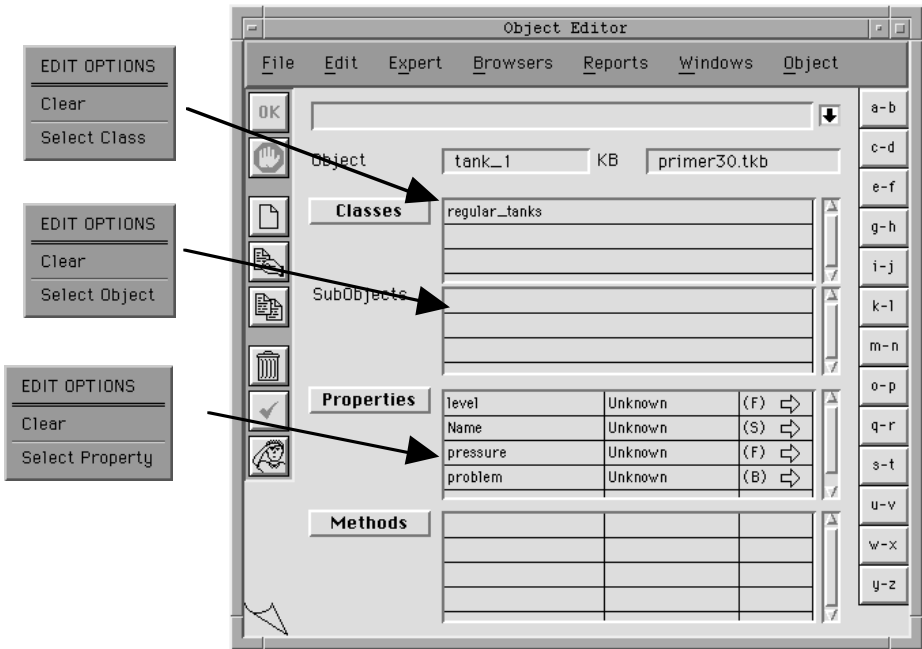 EDIT OPTIONS
Clear
Select Class
EDIT OPTIONS
Clear
Select Object
EDIT OPTIONS
Clear
Select Property
Object Editor
File Edit Expert Browsers Reports Windows Object
OK
Object tank_1 KB primer30.tkb
Classes regular_tanks
SubObjects
Properties level Unknown (F)
Name Unknown (S)
pressure Unknown (F)
problem Unknown (B)
Methods
a-b
c-d
e-f
g-h
i-j
k-l
m-n
o-p
q-r
s-t
u-v
w-x
y-z